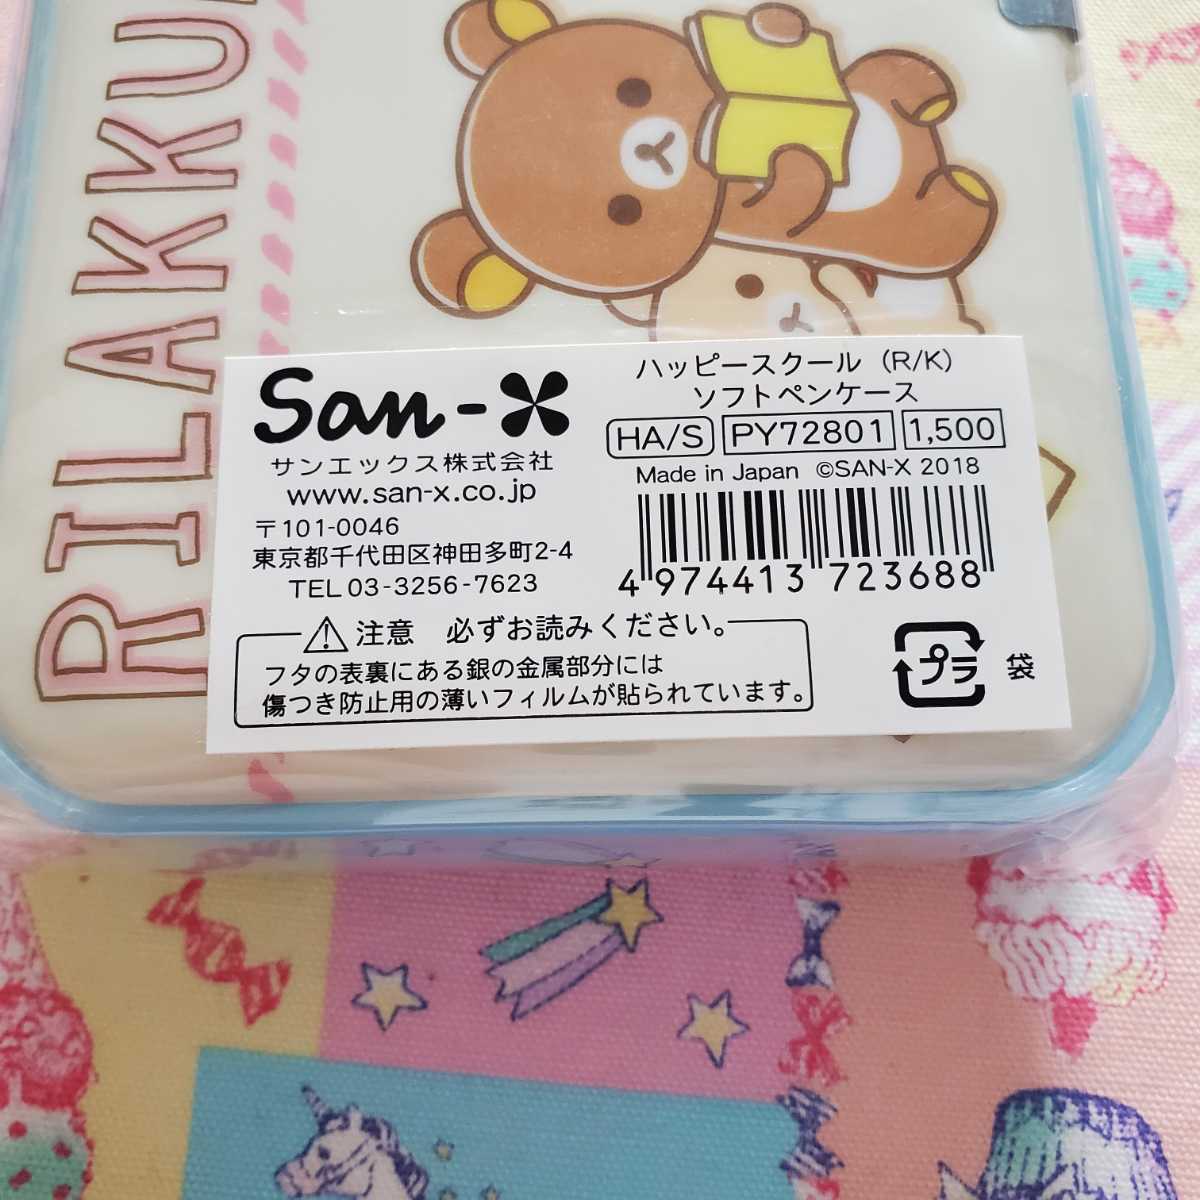 RILAKKU
San-X
サンエックス株式会社
www.san-x.co.jp
〒101-0046
東京都千代田区神田多町2-4
TEL 03-3256-7623
ハッピースクール（R/K）
ソフトペンケース
HA/S PY72801 1,500
Made in Japan ©SAN-X 2018
4 974413 723688
注意 必ずお読みください。
フタの表裏にある銀の金属部分には
傷つき防止用の薄いフィルムが貼られています。
プラ 袋